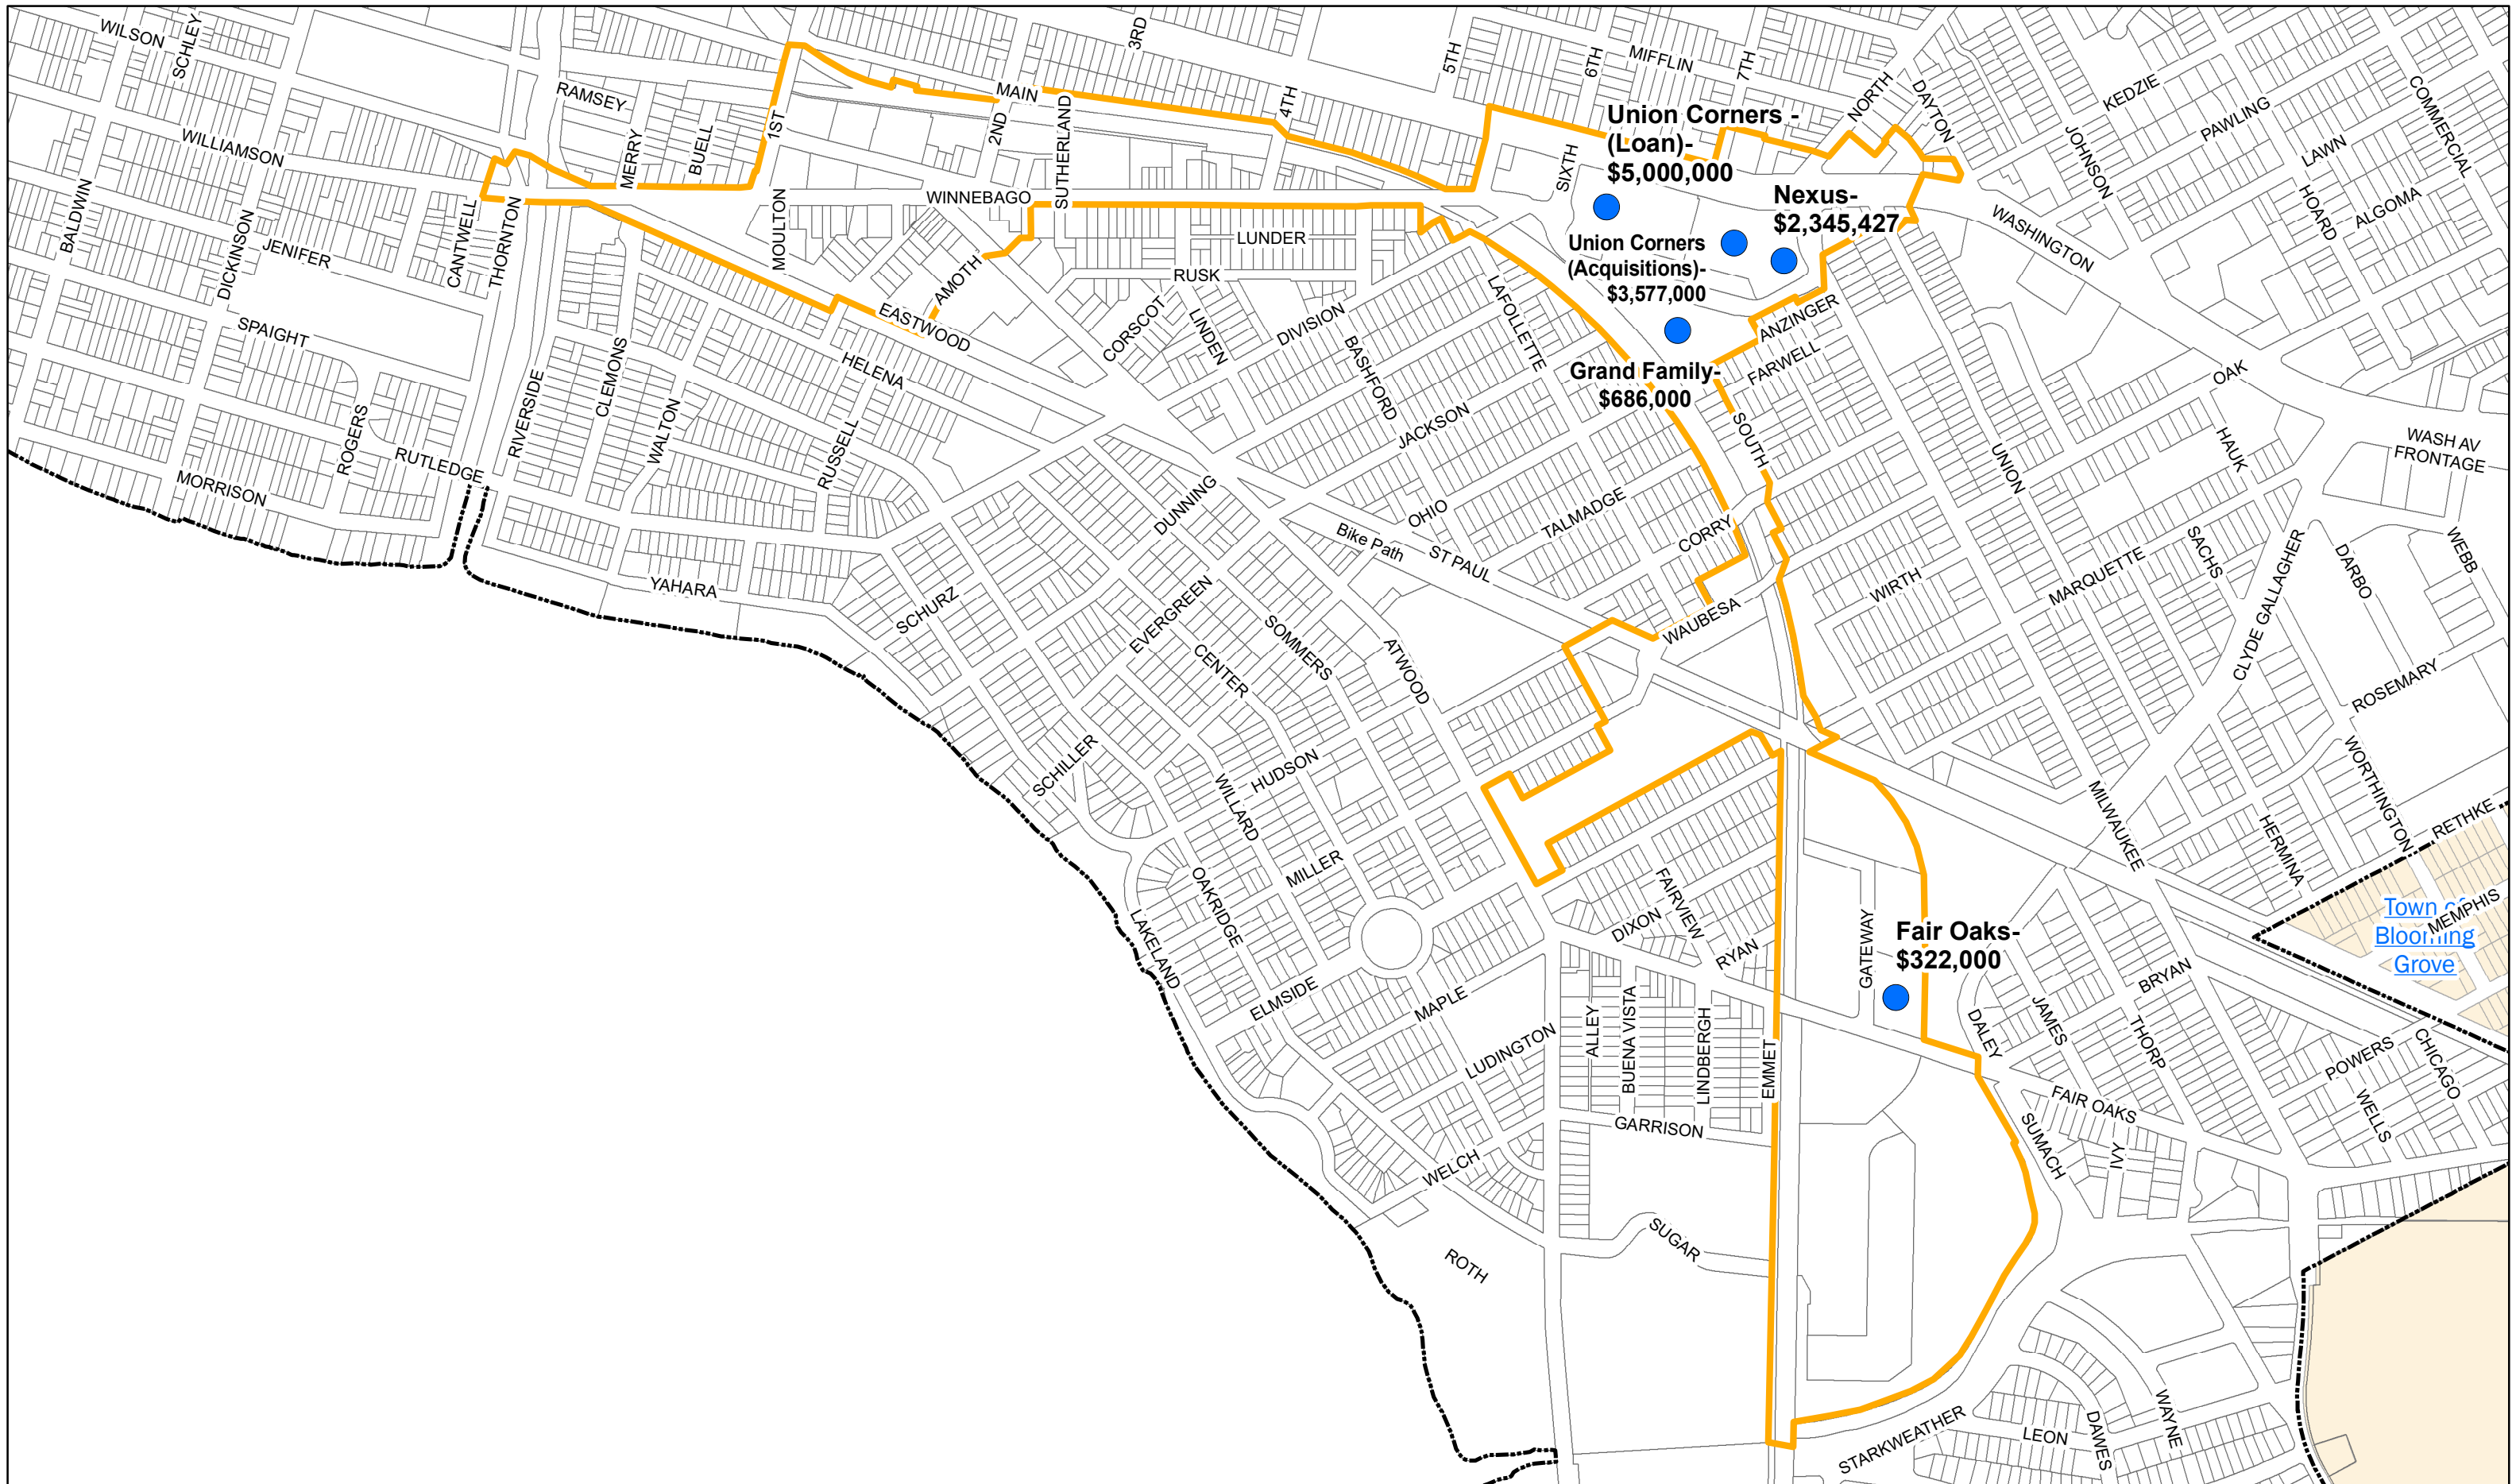 WILSON
SCHLEY
3RD
5TH
6TH
MIFFLIN
7TH
NORTH
DAYTON
KEDZIE
COMMERCIAL
RAMSEY
MAIN
4TH
Union Corners -
(Loan)-
$5,000,000
JOHNSON
PAWLING
LAWN
WILLIAMSON
MERRY
BUELL
1ST
2ND
SUTHERLAND
SIXTH
Nexus-
$2,345,427
HOARD
ALGOMA
BALDWIN
DICKINSON
JENIFER
CANTWELL
THORNTON
MOULTON
WINNEBAGO
LUNDER
Union Corners
(Acquisitions)-
$3,577,000
WASHINGTON
AMOTH
RUSK
LAFOLLETTE
SPAIGHT
EASTWOOD
CORSCOT
LINDEN
DIVISION
BASHFORD
ANZINGER
FARWELL
Grand Family-
$686,000
OAK
RIVERSIDE
CLEMONS
WALTON
HELENA
RUSSELL
JACKSON
SOUTH
UNION
HAUK
WASH AV
FRONTAGE
ROGERS
RUTLEDGE
MORRISON
DUNNING
OHIO
TALMADGE
CORRY
Bike Path
ST PAUL
SACHS
CLYDE GALLAGHER
DARBO
WEBB
YAHARA
SCHURZ
EVERGREEN
CENTER
SOMMERS
ATWOOD
WAUBESA
WIRTH
MARQUETTE
ROSEMARY
SCHILLER
HUDSON
WILLARD
MILWAUKEE
WORTHINGTON
HERMINA
RETHKE
OAKRIDGE
MILLER
FAIRVIEW
DIXON
RYAN
GATEWAY
Fair Oaks-
$322,000
Town of
Blooming
Grove
MEMPHIS
LAKELAND
ELMSIDE
MAPLE
LUDINGTON
ALLEY
BUENA VISTA
LINDBERGH
EMMET
DALEY
JAMES
THORP
BRYAN
POWERS
CHICAGO
WELLS
GARRISON
FAIR OAKS
SUMACH
IVY
WELCH
SUGAR
ROTH
STARKWEATHER
LEON
DAWES
WAYNE